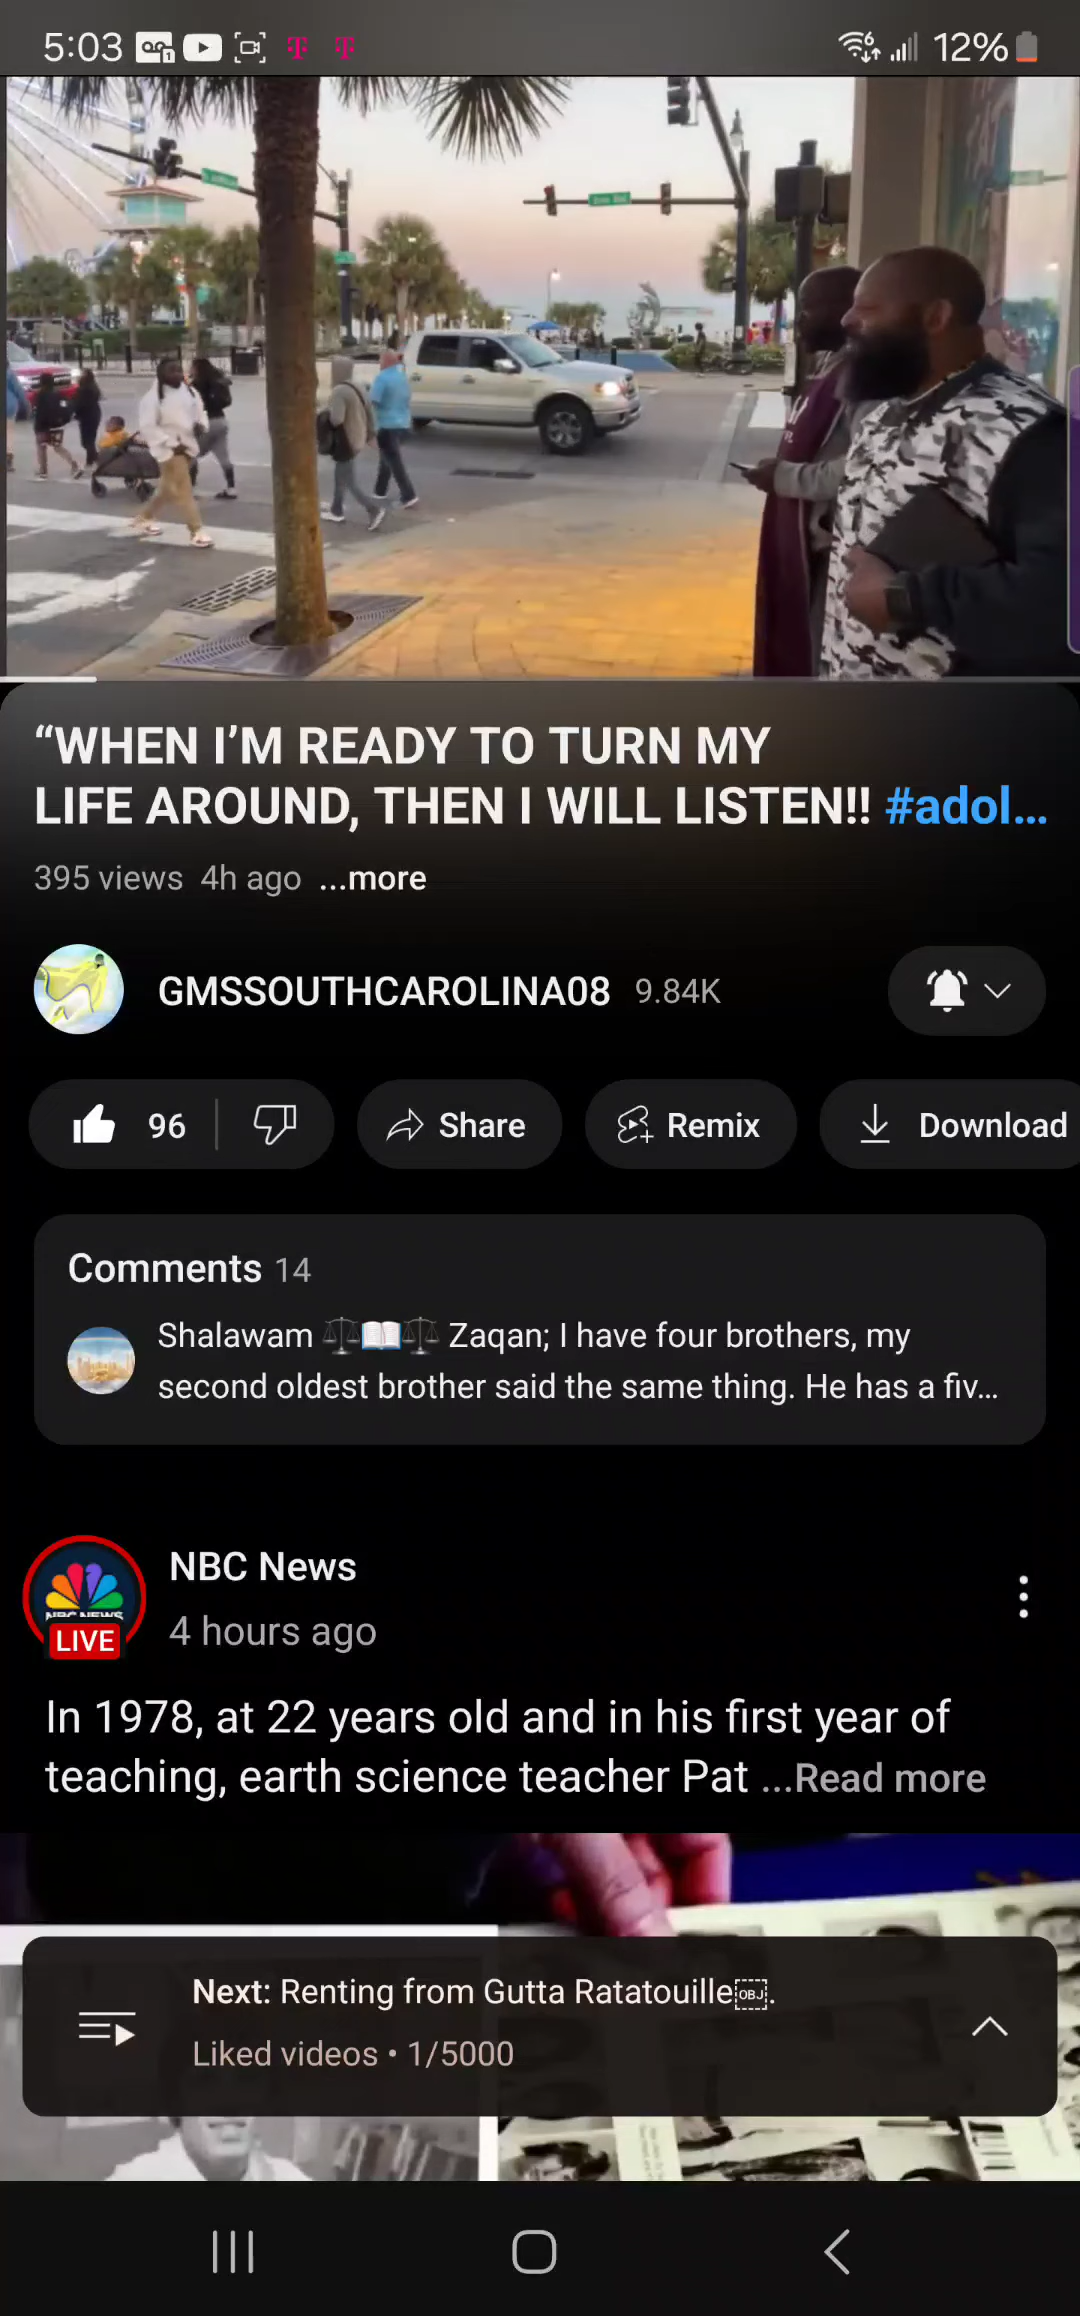 5:03
12%
“WHEN I’M READY TO TURN MY
LIFE AROUND, THEN I WILL LISTEN!! #adol...
395 views 4h ago ...more
GMSSOUTHCAROLINA08 9.84K
96
Share
Remix
Download
Comments 14
Shalawam ⚖️📖⚖️ Zaqan; I have four brothers, my
second oldest brother said the same thing. He has a fiv...
NBC News
LIVE
4 hours ago
In 1978, at 22 years old and in his first year of
teaching, earth science teacher Pat ...Read more
Next: Renting from Gutta Ratatouille￼.
Liked videos • 1/5000